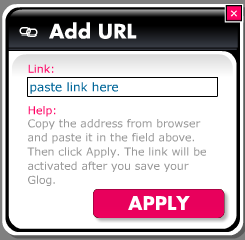 Add URL
Link:
paste link here
Help:
Copy the address from browser
and paste it in the field above.
Then click Apply. The link will be
activated after you save your
Glog.
APPLY